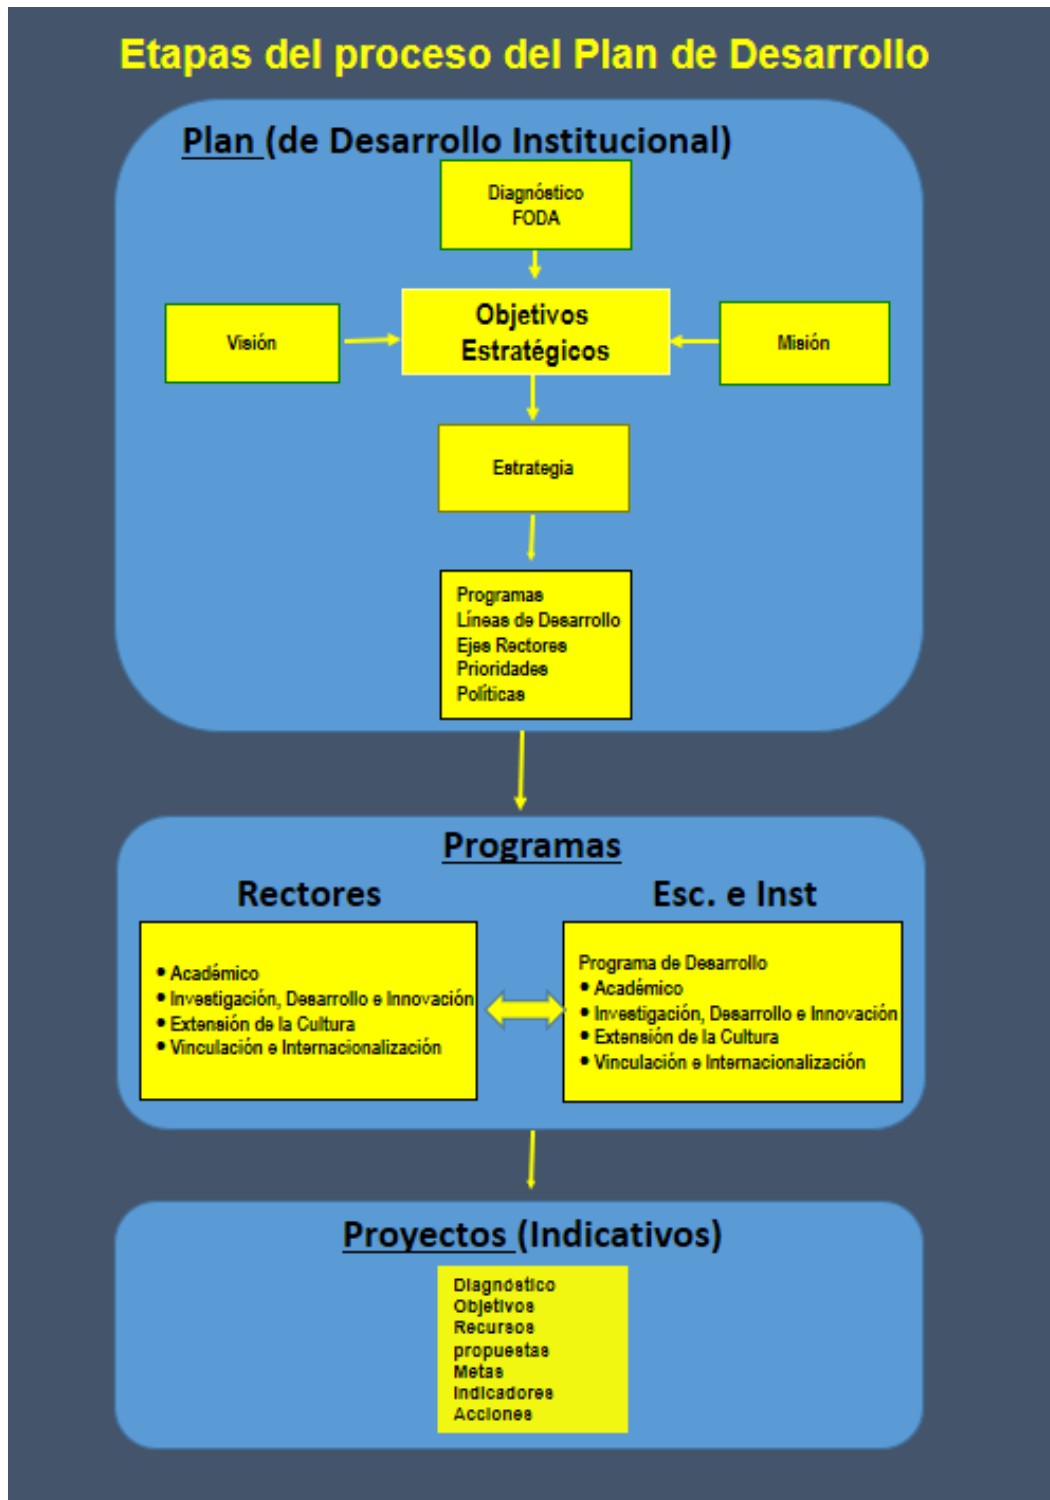 Etapas del proceso del Plan de Desarrollo
Plan (de Desarrollo Institucional)
Diagnóstico
FODA
Visión
Objetivos
Estratégicos
Misión
Estrategia
Programas
Líneas de Desarrollo
Ejes Rectores
Prioridades
Políticas
Programas
Rectores
• Académico
• Investigación, Desarrollo e Innovación
• Extensión de la Cultura
• Vinculación e Internacionalización
Esc. e Inst
Programa de Desarrollo
• Académico
• Investigación, Desarrollo e Innovación
• Extensión de la Cultura
• Vinculación e Internacionalización
Proyectos (Indicativos)
Diagnóstico
Objetivos
Recursos
propuestas
Metas
Indicadores
Acciones